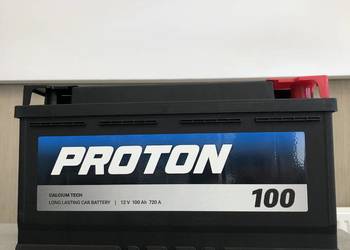 PROTON
CALCIUM TECH
LONG LASTING CAR BATTERY | 12 V 100 Ah 720 A
100